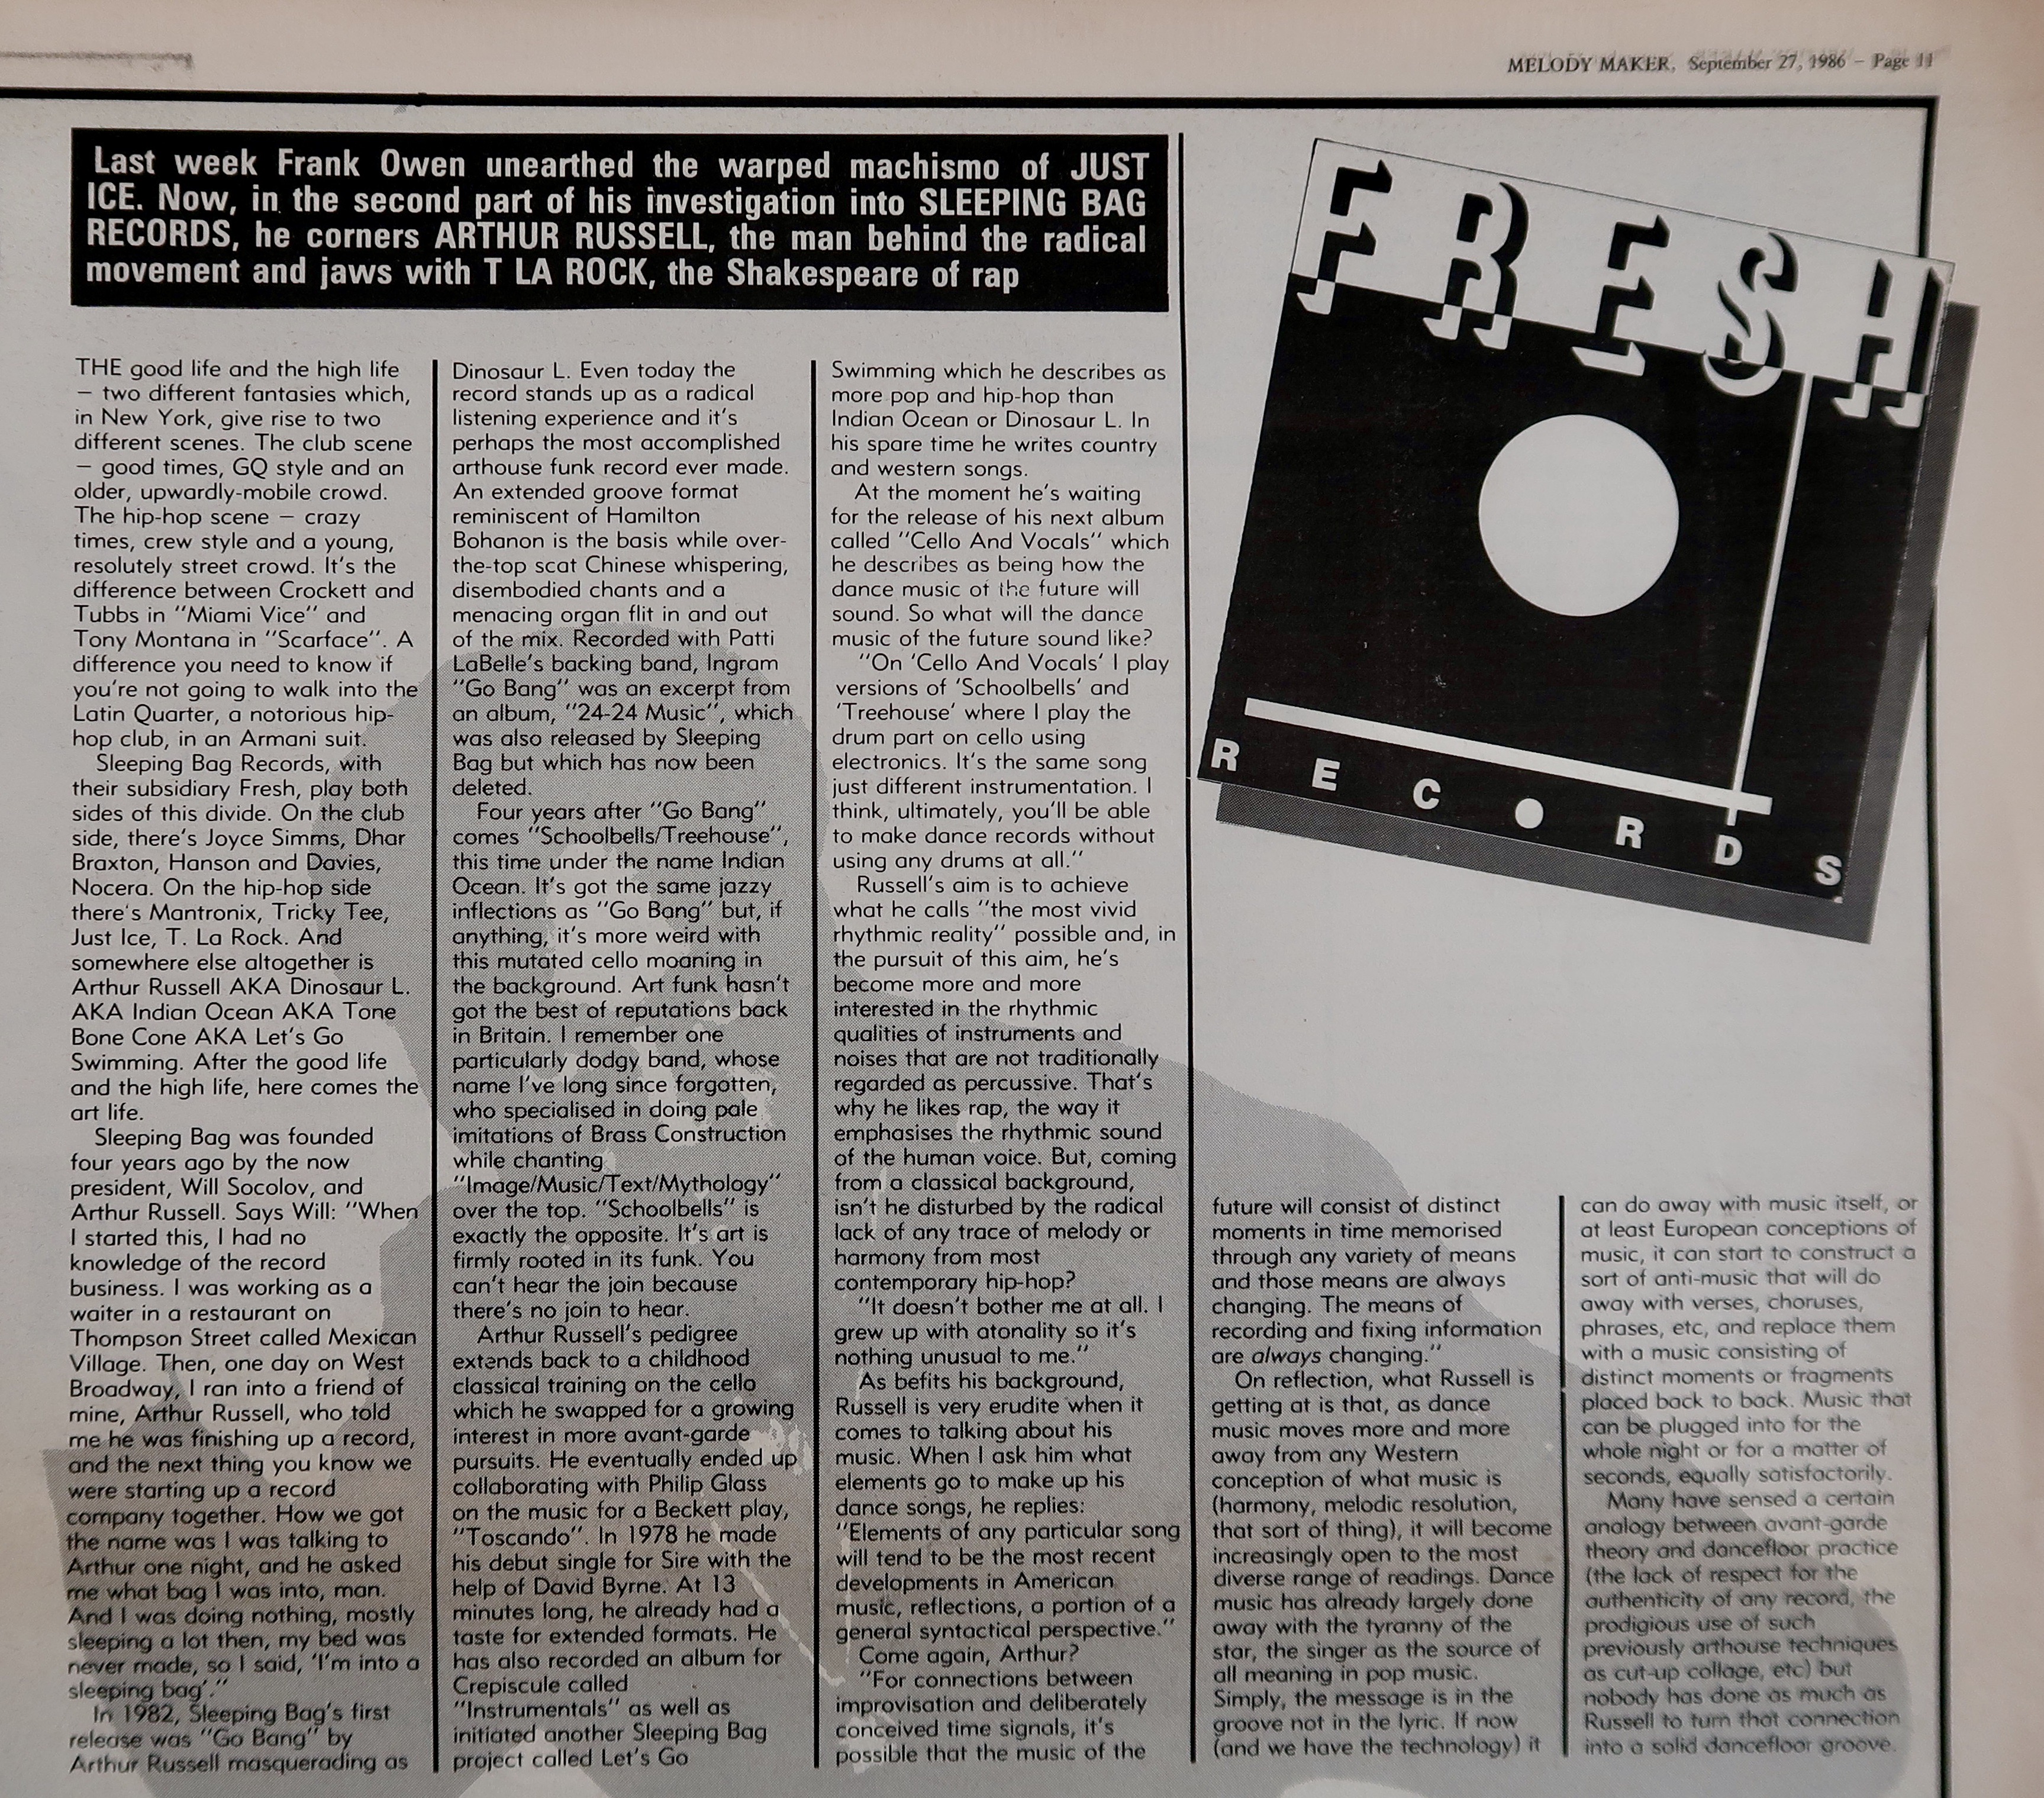 MELODY MAKER, September 27, 1986 – Page 11
Last week Frank Owen unearthed the warped machismo of JUST
ICE. Now, in the second part of his investigation into SLEEPING BAG
RECORDS, he corners ARTHUR RUSSELL, the man behind the radical
movement and jaws with T LA ROCK, the Shakespeare of rap
THE good life and the high life
– two different fantasies which,
in New York, give rise to two
different scenes. The club scene
– good times, GQ style and an
older, upwardly-mobile crowd.
The hip-hop scene – crazy
times, crew style and a young,
resolutely street crowd. It's the
difference between Crockett and
Tubbs in "Miami Vice" and
Tony Montana in "Scarface". A
difference you need to know if
you're not going to walk into the
Latin Quarter, a notorious hip-
hop club, in an Armani suit.
Sleeping Bag Records, with
their subsidiary Fresh, play both
sides of this divide. On the club
side, there's Joyce Simms, Dhar
Braxton, Hanson and Davies,
Nocera. On the hip-hop side
there's Mantronix, Tricky Tee,
Just Ice, T. La Rock. And
somewhere else altogether is
Arthur Russell AKA Dinosaur L.
AKA Indian Ocean AKA Tone
Bone Cone AKA Let's Go
Swimming. After the good life
and the high life, here comes the
art life.
Sleeping Bag was founded
four years ago by the now
president, Will Socolov, and
Arthur Russell. Says Will: "When
I started this, I had no
knowledge of the record
business. I was working as a
waiter in a restaurant on
Thompson Street called Mexican
Village. Then, one day on West
Broadway, I ran into a friend of
mine, Arthur Russell, who told
me he was finishing up a record,
and the next thing you know we
were starting up a record
company together. How we got
the name was I was talking to
Arthur one night, and he asked
me what bag I was into, man.
And I was doing nothing, mostly
sleeping a lot then, my bed was
never made, so I said, 'I'm into a
sleeping bag'."
In 1982, Sleeping Bag's first
release was "Go Bang" by
Arthur Russell masquerading as
Dinosaur L. Even today the
record stands up as a radical
listening experience and it's
perhaps the most accomplished
arthouse funk record ever made.
An extended groove format
reminiscent of Hamilton
Bohanon is the basis while over-
the-top scat Chinese whispering,
disembodied chants and a
menacing organ flit in and out
of the mix. Recorded with Patti
LaBelle's backing band, Ingram
"Go Bang" was an excerpt from
an album, "24-24 Music", which
was also released by Sleeping
Bag but which has now been
deleted.
Four years after "Go Bang"
comes "Schoolbells/Treehouse",
this time under the name Indian
Ocean. It's got the same jazzy
inflections as "Go Bang" but, if
anything, it's more weird with
this mutated cello moaning in
the background. Art funk hasn't
got the best of reputations back
in Britain. I remember one
particularly dodgy band, whose
name I've long since forgotten,
who specialised in doing pale
imitations of Brass Construction
while chanting
"Image/Music/Text/Mythology"
over the top. "Schoolbells" is
exactly the opposite. It's art is
firmly rooted in its funk. You
can't hear the join because
there's no join to hear.
Arthur Russell's pedigree
extends back to a childhood
classical training on the cello
which he swapped for a growing
interest in more avant-garde
pursuits. He eventually ended up
collaborating with Philip Glass
on the music for a Beckett play,
"Toscando". In 1978 he made
his debut single for Sire with the
help of David Byrne. At 13
minutes long, he already had a
taste for extended formats. He
has also recorded an album for
Crepiscule called
"Instrumentals" as well as
initiated another Sleeping Bag
project called Let's Go
Swimming which he describes as
more pop and hip-hop than
Indian Ocean or Dinosaur L. In
his spare time he writes country
and western songs.
At the moment he's waiting
for the release of his next album
called "Cello And Vocals" which
he describes as being how the
dance music of the future will
sound. So what will the dance
music of the future sound like?
"On 'Cello And Vocals' I play
versions of 'Schoolbells' and
'Treehouse' where I play the
drum part on cello using
electronics. It's the same song
just different instrumentation. I
think, ultimately, you'll be able
to make dance records without
using any drums at all."
Russell's aim is to achieve
what he calls "the most vivid
rhythmic reality" possible and, in
the pursuit of this aim, he's
become more and more
interested in the rhythmic
qualities of instruments and
noises that are not traditionally
regarded as percussive. That's
why he likes rap, the way it
emphasises the rhythmic sound
of the human voice. But, coming
from a classical background,
isn't he disturbed by the radical
lack of any trace of melody or
harmony from most
contemporary hip-hop?
"It doesn't bother me at all. I
grew up with atonality so it's
nothing unusual to me."
As befits his background,
Russell is very erudite when it
comes to talking about his
music. When I ask him what
elements go to make up his
dance songs, he replies:
"Elements of any particular song
will tend to be the most recent
developments in American
music, reflections, a portion of a
general syntactical perspective."
Come again, Arthur?
"For connections between
improvisation and deliberately
conceived time signals, it's
possible that the music of the
FRESH
RECORDS
future will consist of distinct
moments in time memorised
through any variety of means
and those means are always
changing. The means of
recording and fixing information
are always changing."
On reflection, what Russell is
getting at is that, as dance
music moves more and more
away from any Western
conception of what music is
(harmony, melodic resolution,
that sort of thing), it will become
increasingly open to the most
diverse range of readings. Dance
music has already largely done
away with the tyranny of the
star, the singer as the source of
all meaning in pop music.
Simply, the message is in the
groove not in the lyric. If now
(and we have the technology) it
can do away with music itself, or
at least European conceptions of
music, it can start to construct a
sort of anti-music that will do
away with verses, choruses,
phrases, etc, and replace them
with a music consisting of
distinct moments or fragments
placed back to back. Music that
can be plugged into for the
whole night or for a matter of
seconds, equally satisfactorily.
Many have sensed a certain
analogy between avant-garde
theory and dancefloor practice
(the lack of respect for the
authenticity of any record, the
prodigious use of such
previously arthouse techniques
as cut-up collage, etc) but
nobody has done as much as
Russell to turn that connection
into a solid dancefloor groove.